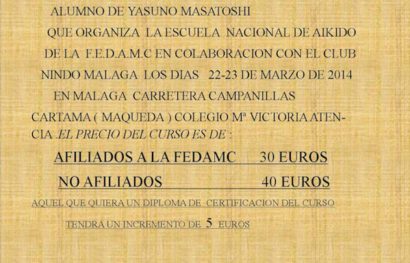 ALUMNO DE YASUNO MASATOSHI
QUE ORGANIZA LA ESCUELA NACIONAL DE AIKIDO
DE LA F.E.D.A.M.C EN COLABORACION CON EL CLUB
NINDO MALAGA LOS DIAS 22-23 DE MARZO DE 2014
EN MALAGA CARRETERA CAMPANILLAS
CARTAMA ( MAQUEDA ) COLEGIO Mª VICTORIA ATEN-
CIA .EL PRECIO DEL CURSO ES DE :
AFILIADOS A LA FEDAMC 30 EUROS
NO AFILIADOS 40 EUROS
AQUEL QUE QUIERA UN DIPLOMA DE CERTIFICACION DEL CURSO
TENDRA UN INCREMENTO DE 5 EUROS